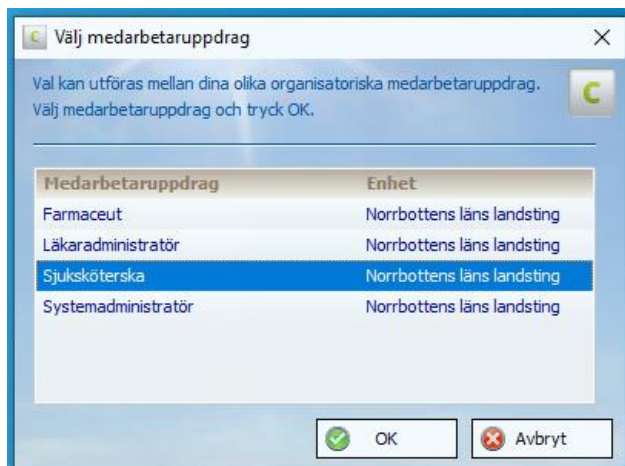 C Välj medarbetaruppdrag
Val kan utföras mellan dina olika organisatoriska medarbetaruppdrag.
Välj medarbetaruppdrag och tryck OK.
C
Medarbetaruppdrag Enhet
Farmaceut Norrbottens läns landsting
Läkaradministratör Norrbottens läns landsting
Sjuksköterska Norrbottens läns landsting
Systemadministratör Norrbottens läns landsting
OK Avbryt